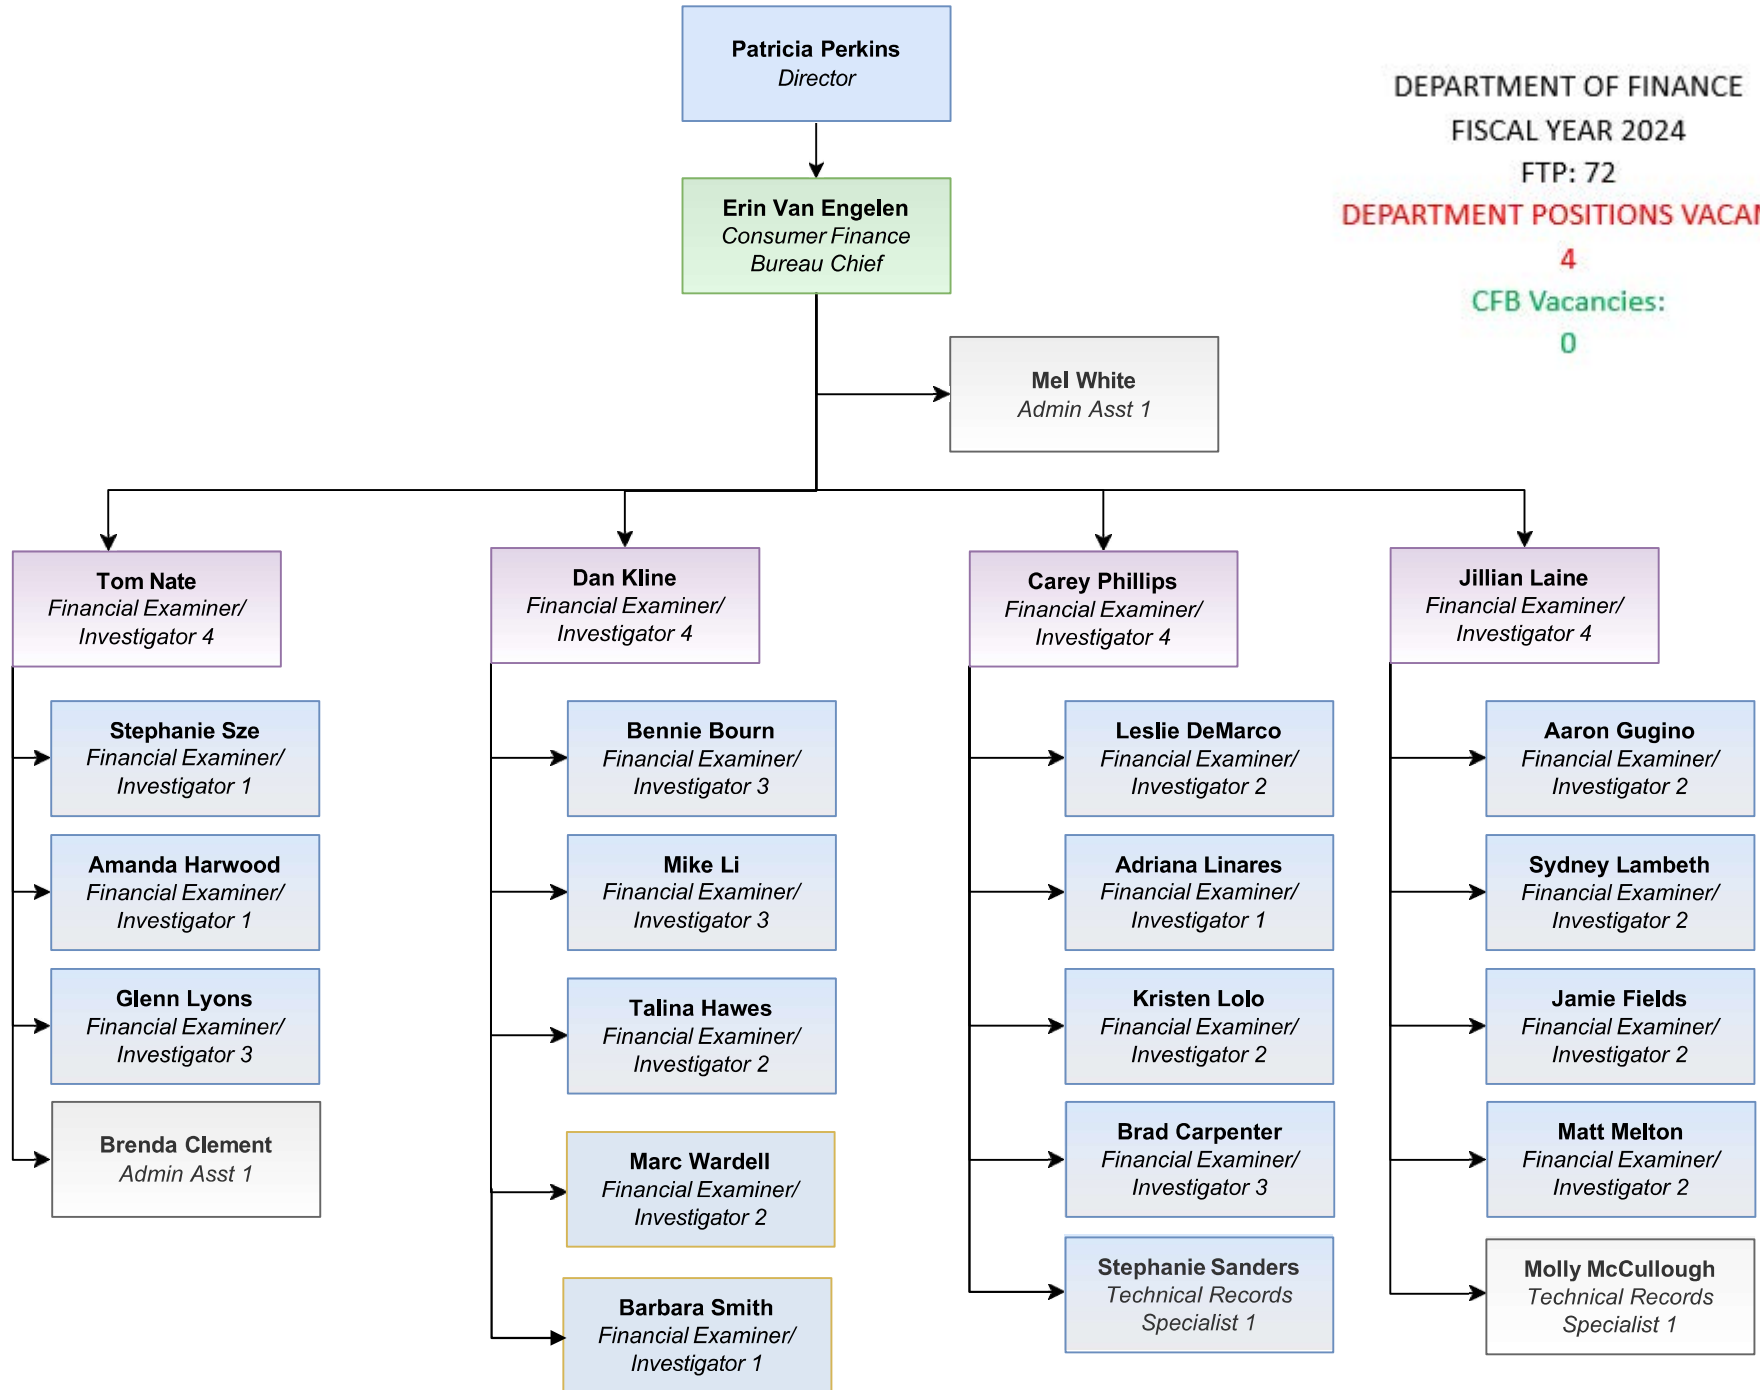 Patricia Perkins
Director
DEPARTMENT OF FINANCE
FISCAL YEAR 2024
FTP: 72
DEPARTMENT POSITIONS
4
CFB Vacancies:
0
Erin Van Engelen
Consumer Finance
Bureau Chief
Mel White
Admin Asst 1
Tom Nate
Financial Examiner/
Investigator 4
Stephanie Sze
Financial Examiner/
Investigator 1
Amanda Harwood
Financial Examiner/
Investigator 1
Glenn Lyons
Financial Examiner/
Investigator 3
Brenda Clement
Admin Asst 1
Dan Kline
Financial Examiner/
Investigator 4
Bennie Bourn
Financial Examiner/
Investigator 3
Mike Li
Financial Examiner/
Investigator 3
Talina Hawes
Financial Examiner/
Investigator 2
Marc Wardell
Financial Examiner/
Investigator 2
Barbara Smith
Financial Examiner/
Investigator 1
Carey Phillips
Financial Examiner/
Investigator 4
Leslie DeMarco
Financial Examiner/
Investigator 2
Adriana Linares
Financial Examiner/
Investigator 1
Kristen Lolo
Financial Examiner/
Investigator 2
Brad Carpenter
Financial Examiner/
Investigator 3
Stephanie Sanders
Technical Records
Specialist 1
Jillian Laine
Financial Examiner/
Investigator 4
Aaron Gugino
Financial Examiner/
Investigator 2
Sydney Lambeth
Financial Examiner/
Investigator 2
Jamie Fields
Financial Examiner/
Investigator 2
Matt Melton
Financial Examiner/
Investigator 2
Molly McCullough
Technical Records
Specialist 1